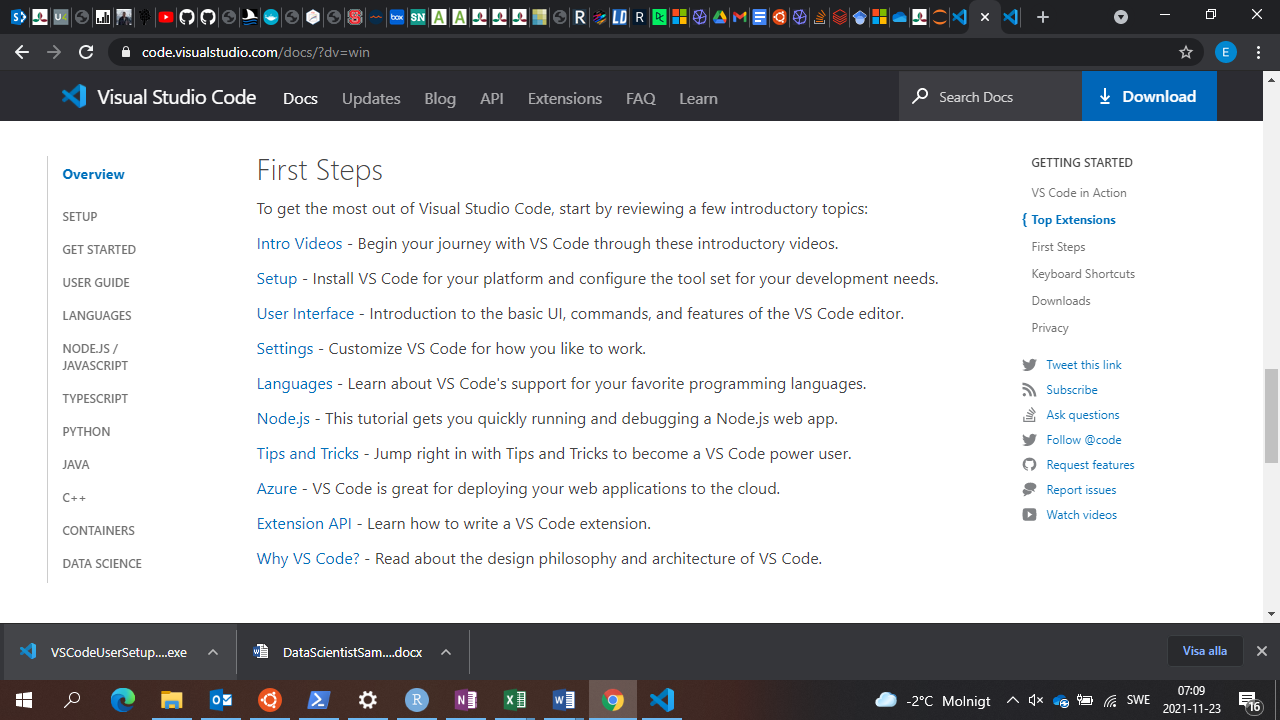 code.visualstudio.com/docs/?dv=win
E
Visual Studio Code
Docs
Updates
Blog
API
Extensions
FAQ
Learn
Search Docs
Download
Overview
SETUP
GET STARTED
USER GUIDE
LANGUAGES
NODE.JS /
JAVASCRIPT
TYPESCRIPT
PYTHON
JAVA
C++
CONTAINERS
DATA SCIENCE
First Steps
To get the most out of Visual Studio Code, start by reviewing a few introductory topics:
Intro Videos - Begin your journey with VS Code through these introductory videos.
Setup - Install VS Code for your platform and configure the tool set for your development needs.
User Interface - Introduction to the basic UI, commands, and features of the VS Code editor.
Settings - Customize VS Code for how you like to work.
Languages - Learn about VS Code's support for your favorite programming languages.
Node.js - This tutorial gets you quickly running and debugging a Node.js web app.
Tips and Tricks - Jump right in with Tips and Tricks to become a VS Code power user.
Azure - VS Code is great for deploying your web applications to the cloud.
Extension API - Learn how to write a VS Code extension.
Why VS Code? - Read about the design philosophy and architecture of VS Code.
GETTING STARTED
VS Code in Action
Top Extensions
First Steps
Keyboard Shortcuts
Downloads
Privacy
Tweet this link
Subscribe
Ask questions
Follow @code
Request features
Report issues
Watch videos
VSCodeUserSetup....exe
DataScientistSam....docx
Visa alla
-2°C Molnigt
SWE
07:09
2021-11-23
16